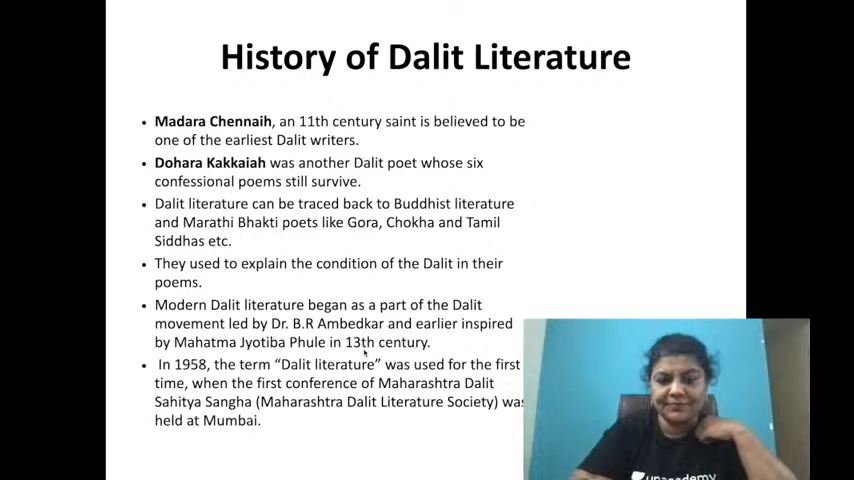 History of Dalit Literature
• Madara Chennaih, an 11th century saint is believed to be
one of the earliest Dalit writers.
• Dohara Kakkaiah was another Dalit poet whose six
confessional poems still survive.
• Dalit literature can be traced back to Buddhist literature
and Marathi Bhakti poets like Gora, Chokha and Tamil
Siddhas etc.
• They used to explain the condition of the Dalit in their
poems.
• Modern Dalit literature began as a part of the Dalit
movement led by Dr. B.R Ambedkar and earlier inspired
by Mahatma Jyotiba Phule in 13th century.
• In 1958, the term “Dalit literature” was used for the first
time, when the first conference of Maharashtra Dalit
Sahitya Sangha (Maharashtra Dalit Literature Society) was
held at Mumbai.
unacademy